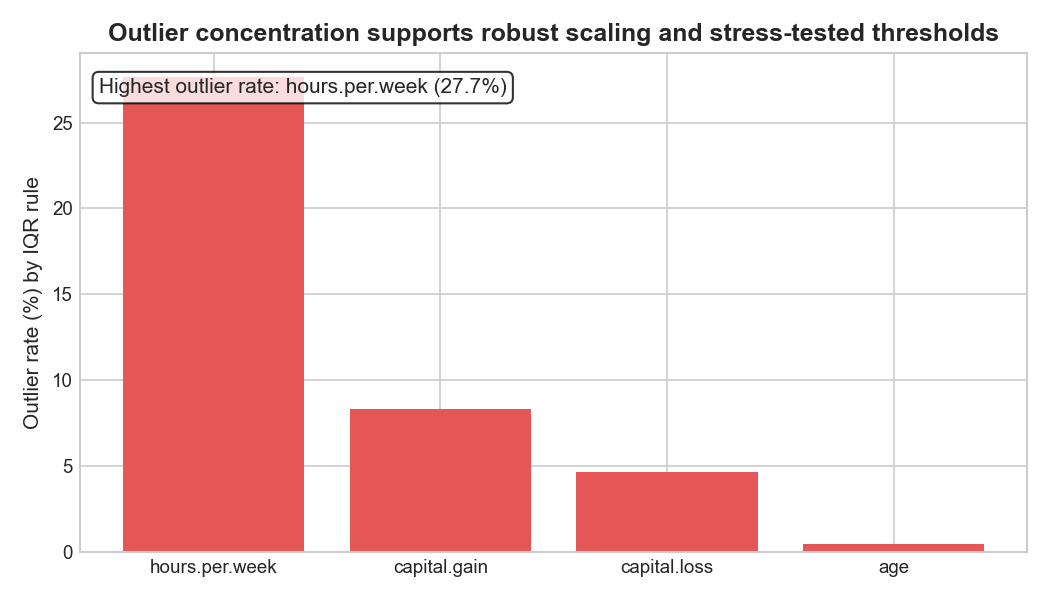 Outlier concentration supports robust scaling and stress-tested thresholds
Highest outlier rate: hours.per.week (27.7%)
Outlier rate (%) by IQR rule
25
20
15
10
5
0
hours.per.week
capital.gain
capital.loss
age